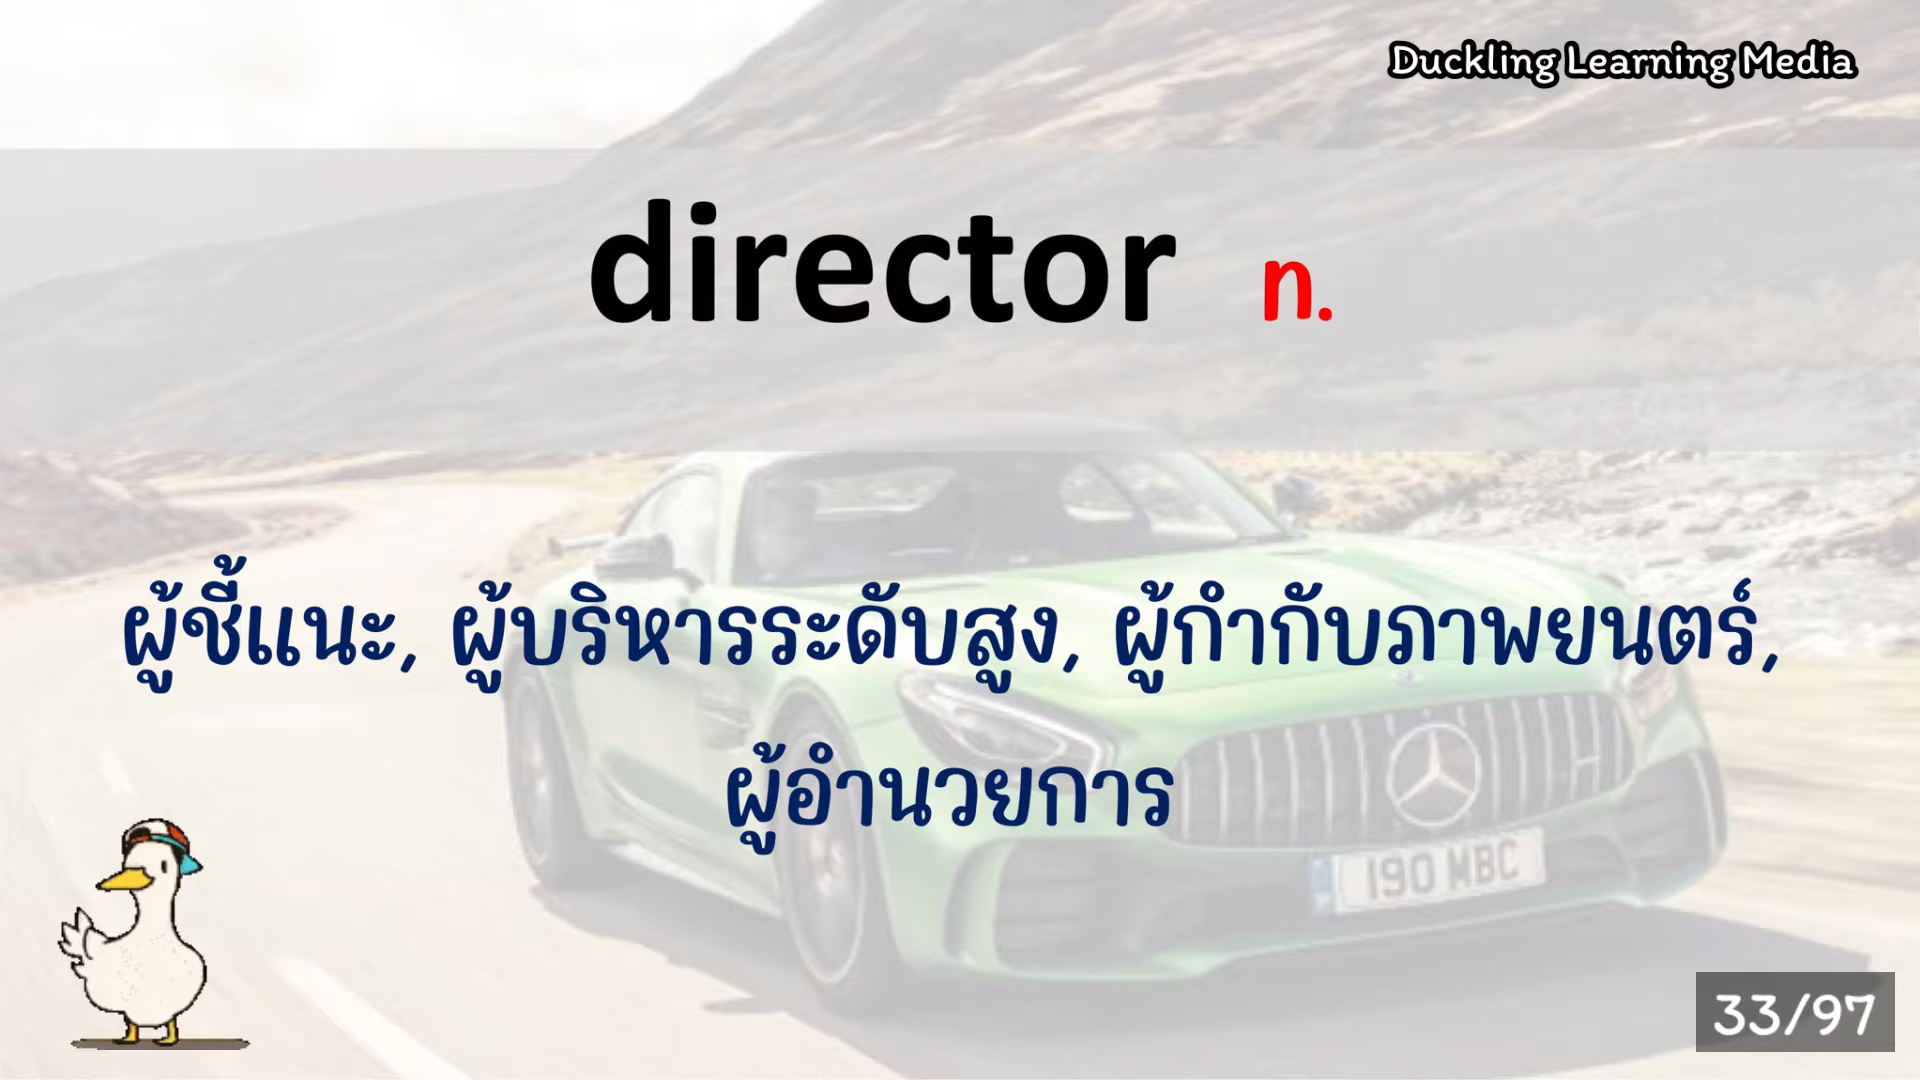 Duckling Learning Media
director n.
ผู้ชี้แนะ, ผู้บริหารระดับสูง, ผู้กำกับภาพยนตร์,
ผู้อำนวยการ
190 MBC
33/97